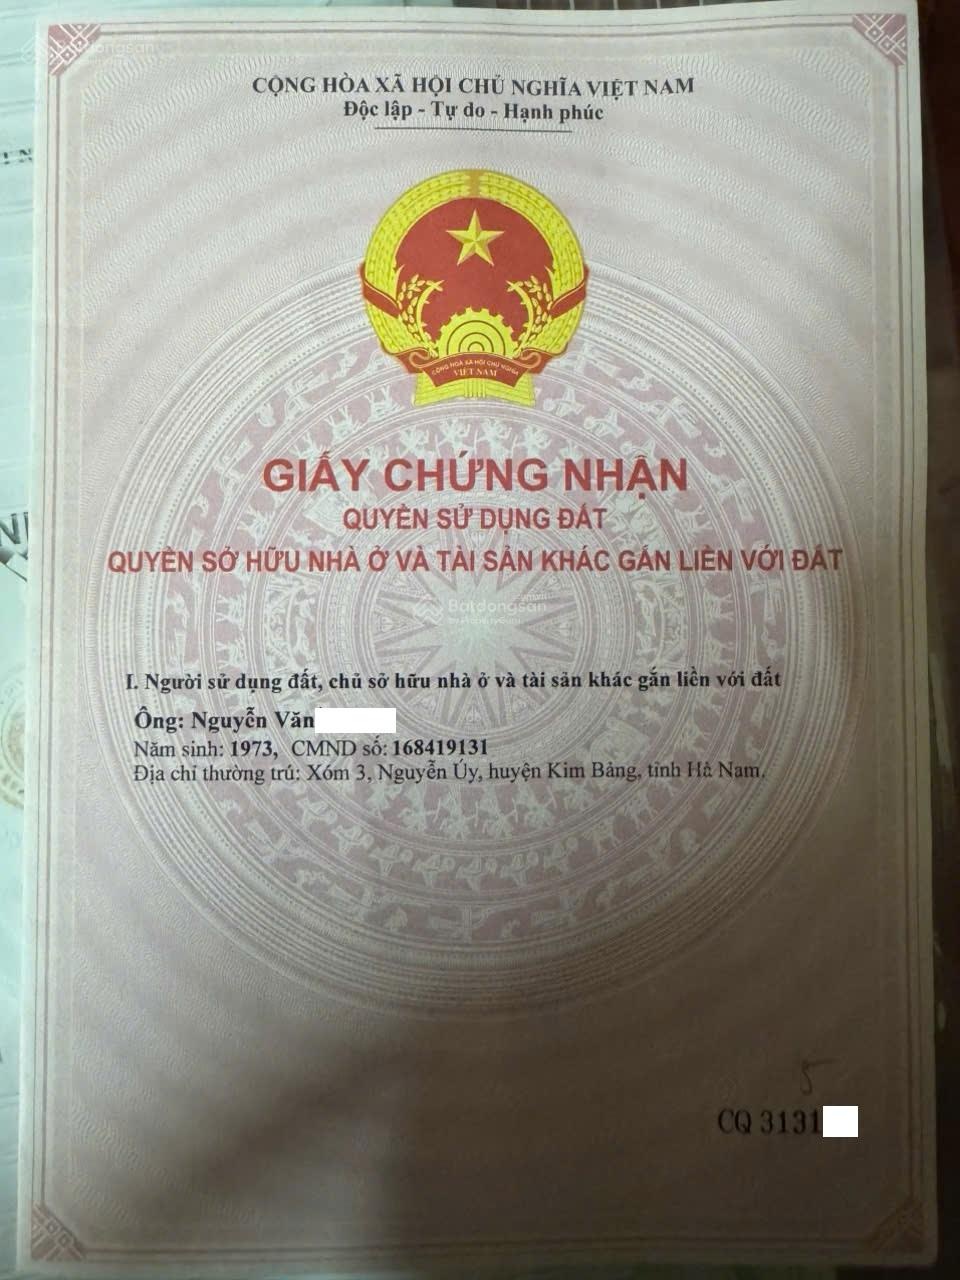 CỘNG HÒA XÃ HỘI CHỦ NGHĨA VIỆT NAM
Độc lập - Tự do - Hạnh phúc
CỘNG HOÀ XÃ HỘI CHỦ NGHĨA
VIỆT NAM
GIẤY CHỨNG NHẬN
QUYỀN SỬ DỤNG ĐẤT
QUYỀN SỞ HỮU NHÀ Ở VÀ TÀI SẢN KHÁC GẮN LIỀN VỚI ĐẤT
Batdongsan
by PropertyGuru
I. Người sử dụng đất, chủ sở hữu nhà ở và tài sản khác gắn liền với đất
Ông: Nguyễn Văn
Năm sinh: 1973, CMND số: 168419131
Địa chỉ thường trú: Xóm 3, Nguyễn Úy, huyện Kim Bảng, tỉnh Hà Nam.
5
CQ 3131